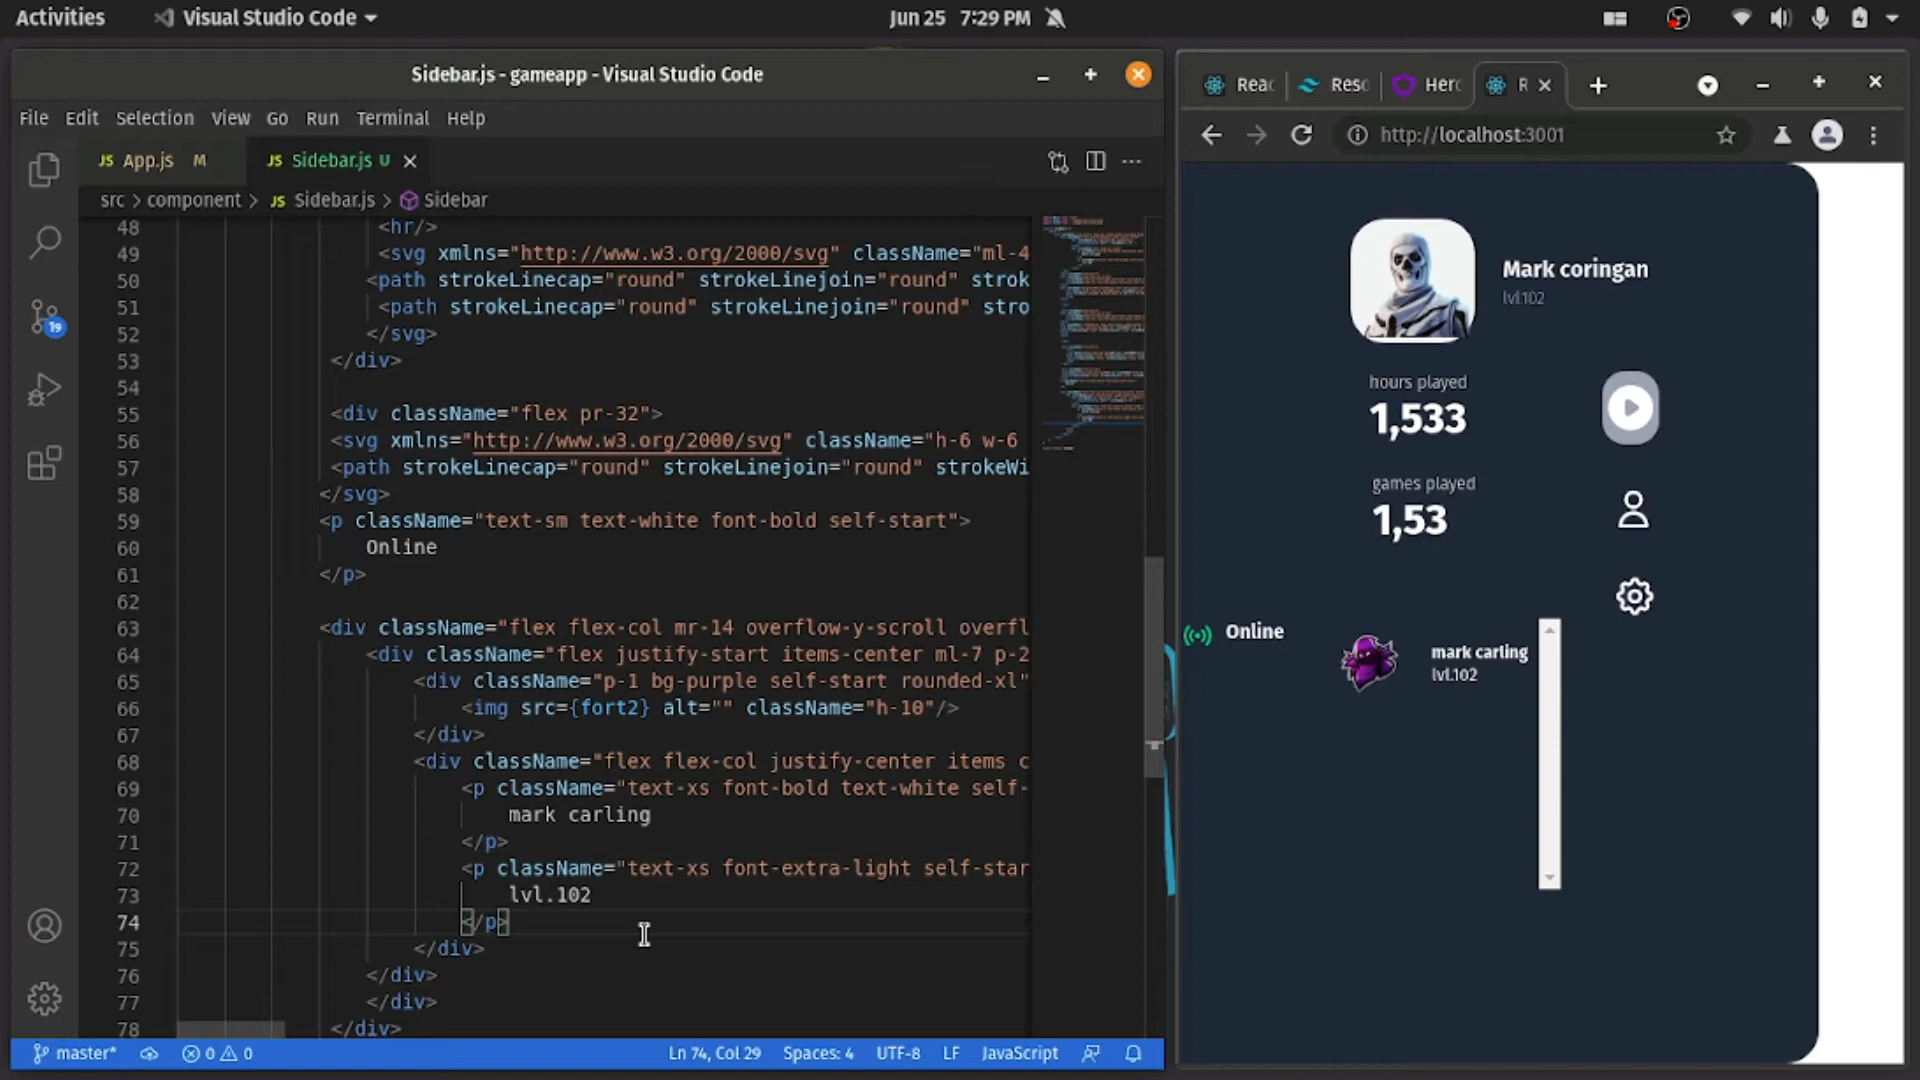 Activities
Visual Studio Code
Jun 25 7:29 PM
Sidebar.js - gameapp - Visual Studio Code
File Edit Selection View Go Run Terminal Help
JS App.js M
JS Sidebar.js U
src > component > JS Sidebar.js > Sidebar
19
48 <hr/>
49 <svg xmlns="http://www.w3.org/2000/svg" className="ml-4
50 <path strokeLinecap="round" strokeLinejoin="round" strok
51 <path strokeLinecap="round" strokeLinejoin="round" stro
52 </svg>
53 </div>
54
55 <div className="flex pr-32">
56 <svg xmlns="http://www.w3.org/2000/svg" className="h-6 w-6
57 <path strokeLinecap="round" strokeLinejoin="round" strokeWi
58 </svg>
59 <p className="text-sm text-white font-bold self-start">
60 Online
61 </p>
62
63 <div className="flex flex-col mr-14 overflow-y-scroll overfl
64 <div className="flex justify-start items-center ml-7 p-2
65 <div className="p-1 bg-purple self-start rounded-xl"
66 <img src={fort2} alt="" className="h-10"/>
67 </div>
68 <div className="flex flex-col justify-center items c
69 <p className="text-xs font-bold text-white self-
70 mark carling
71 </p>
72 <p className="text-xs font-extra-light self-star
73 lvl.102
74 </p>
75 </div>
76 </div>
77 </div>
78 </div>
master* 0 0 Ln 74, Col 29 Spaces: 4 UTF-8 LF JavaScript
Reac
Reso
Hero
R
http://localhost:3001
Mark coringan
lvl.102
hours played
1,533
games played
1,53
Online
mark carling
lvl.102